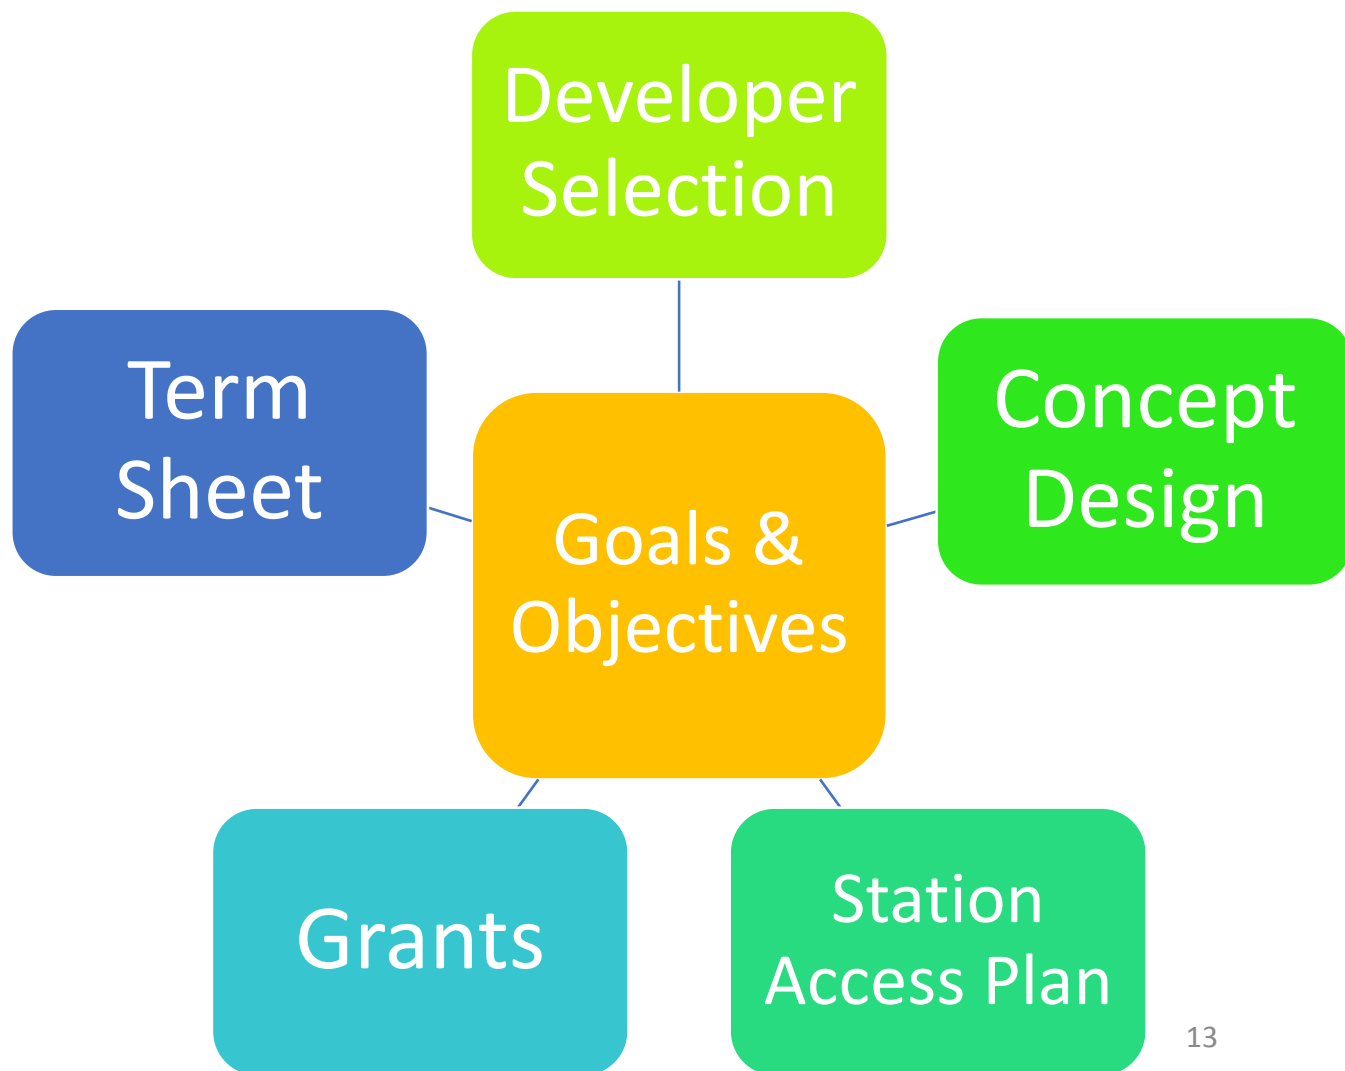 Developer
Selection
Term
Sheet
Concept
Design
Goals &
Objectives
Grants
Station
Access Plan
13